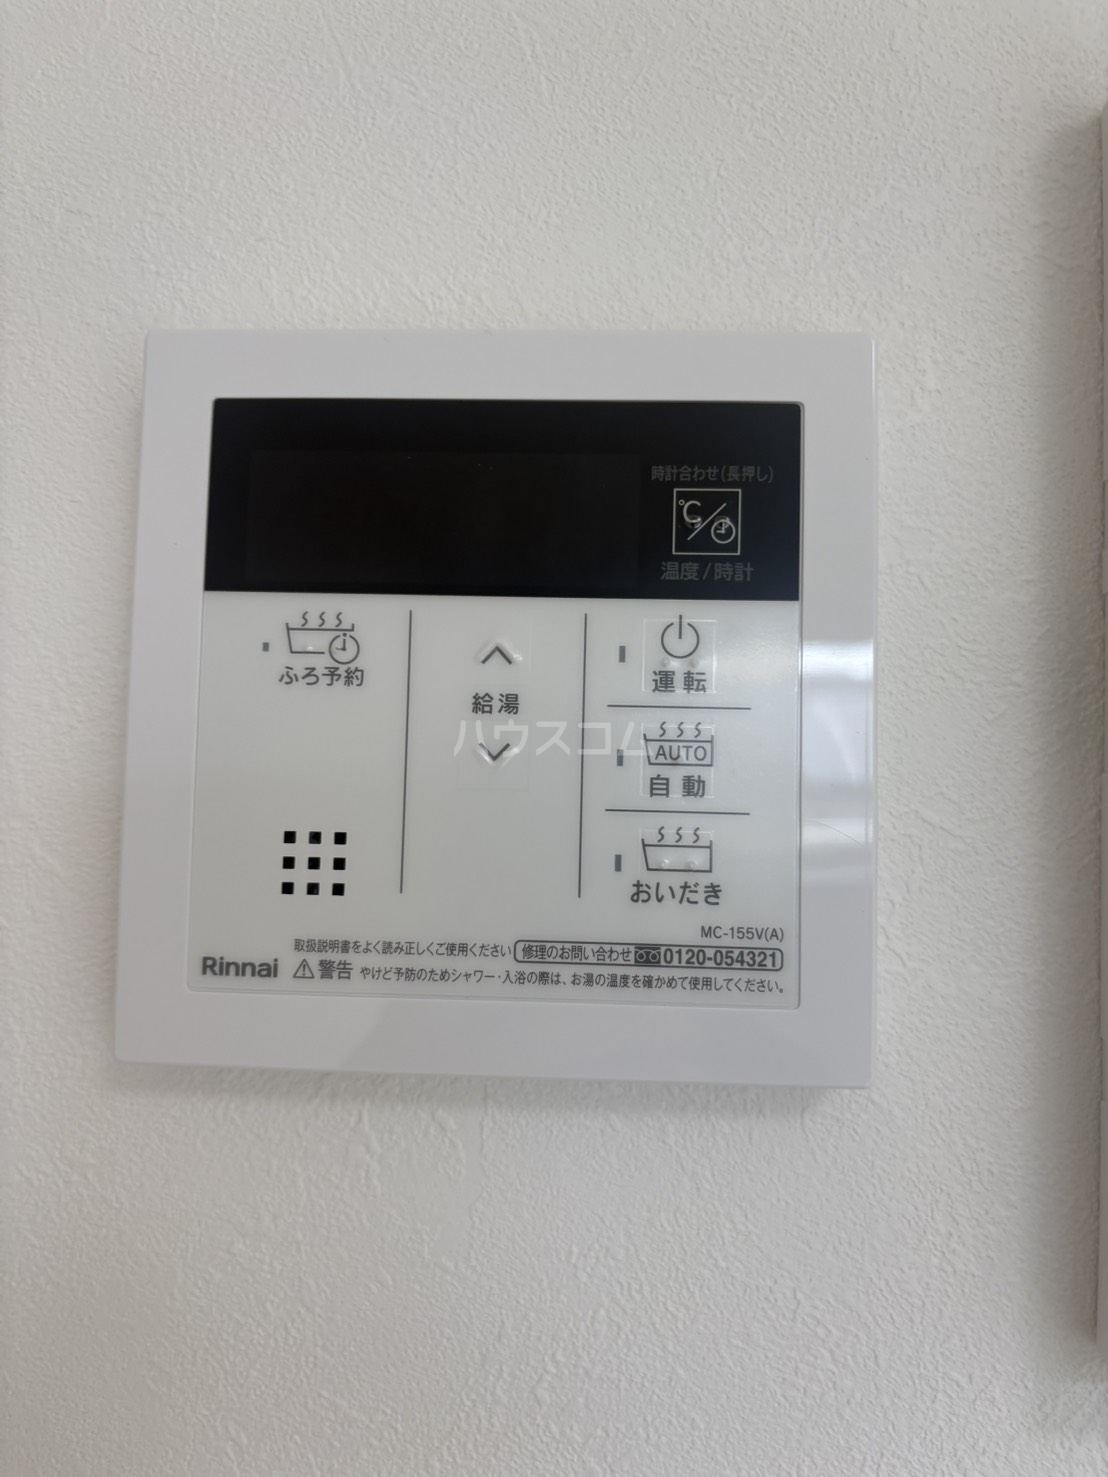 時計合わせ(長押し)
℃
温度/時計
ふろ予約
給湯
運転
AUTO
自動
おいだき
ハウスコム
MC-155V(A)
取扱説明書をよく読み正しくご使用ください 修理のお問い合わせ 0120-054321
Rinnai ⚠警告 やけど予防のためシャワー・入浴の際は、お湯の温度を確かめて使用してください。